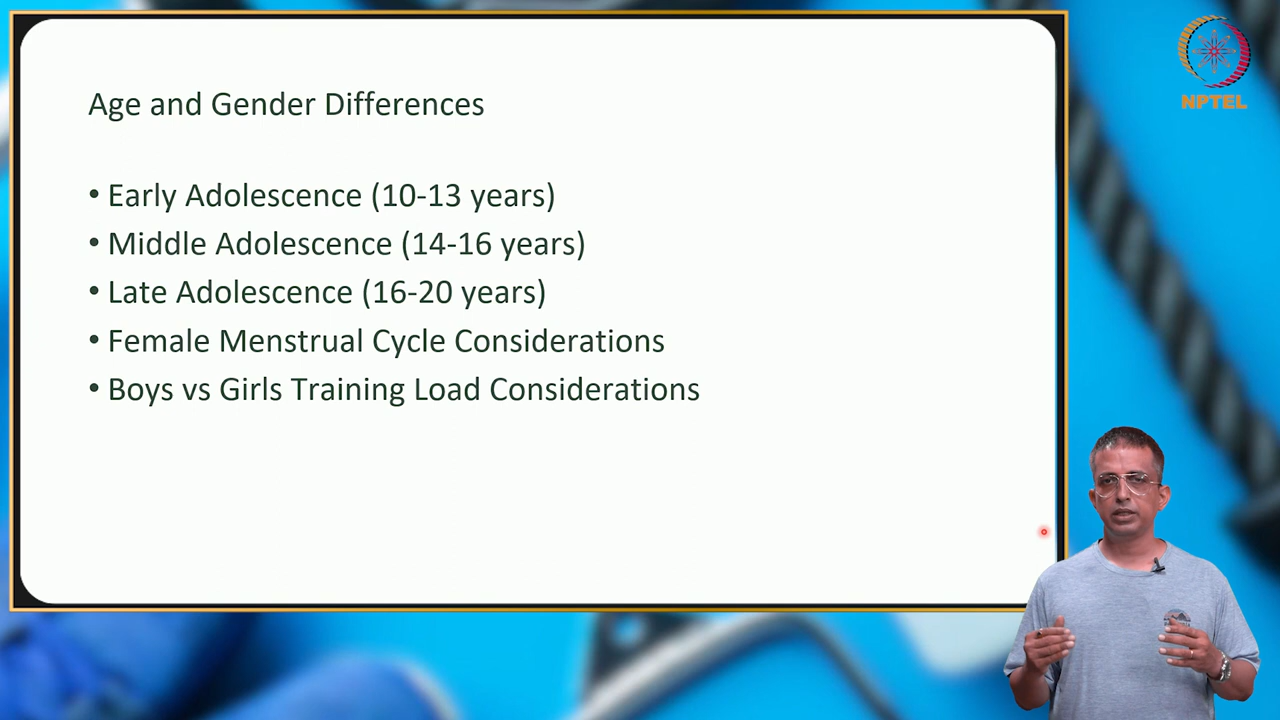 Age and Gender Differences
• Early Adolescence (10-13 years)
• Middle Adolescence (14-16 years)
• Late Adolescence (16-20 years)
• Female Menstrual Cycle Considerations
• Boys vs Girls Training Load Considerations
NPTEL